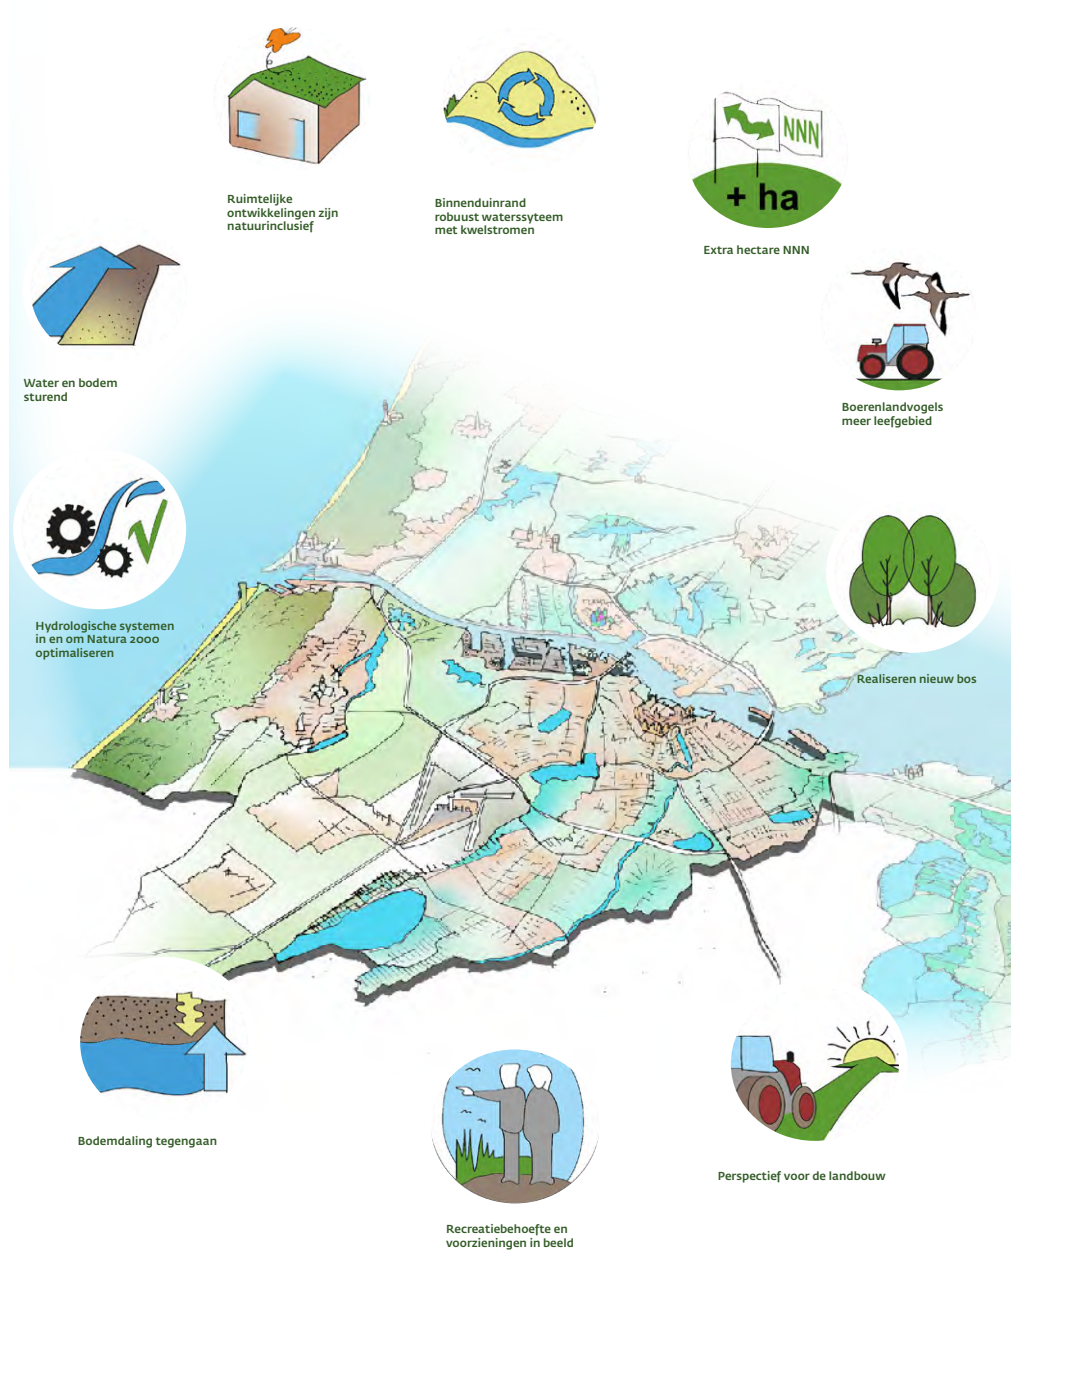 Ruimtelijke
ontwikkelingen zijn
natuurinclusief
Binnenduinrand
robuust waterssyteem
met kwelstromen
NNN
+ ha
Extra hectare NNN
Water en bodem
sturend
Boerenlandvogels
meer leefgebied
Hydrologische systemen
in en om Natura 2000
optimaliseren
Realiseren nieuw bos
Bodemdaling tegengaan
Perspectief voor de landbouw
Recreatiebehoefte en
voorzieningen in beeld